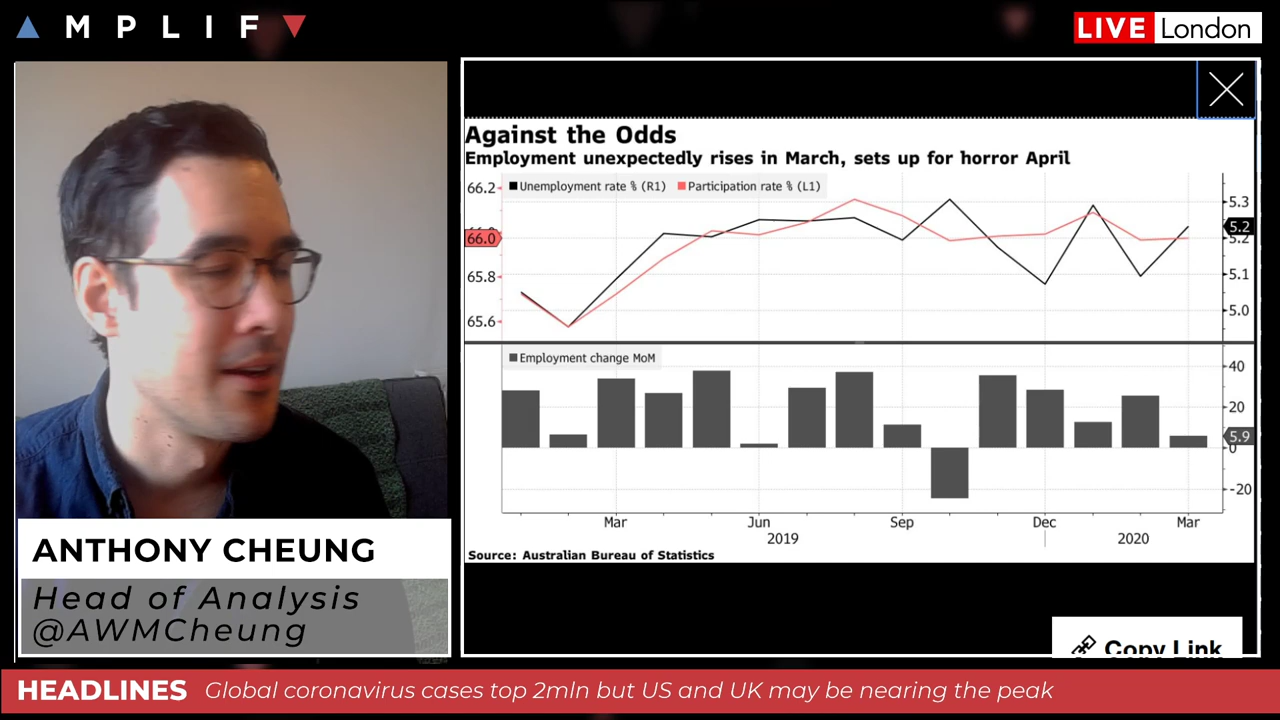 ▲ M P L I F ▼
LIVE London
Against the Odds
Employment unexpectedly rises in March, sets up for horror April
Unemployment rate % (R1) Participation rate % (L1)
66.2
66.0
65.8
65.6
5.3
5.2
5.2
5.1
5.0
Employment change MoM
40
20
5.9
0
-20
Mar Jun Sep Dec Mar
2019 2020
Source: Australian Bureau of Statistics
Copy Link
ANTHONY CHEUNG
Head of Analysis
@AWMCheung
HEADLINES Global coronavirus cases top 2mln but US and UK may be nearing the peak